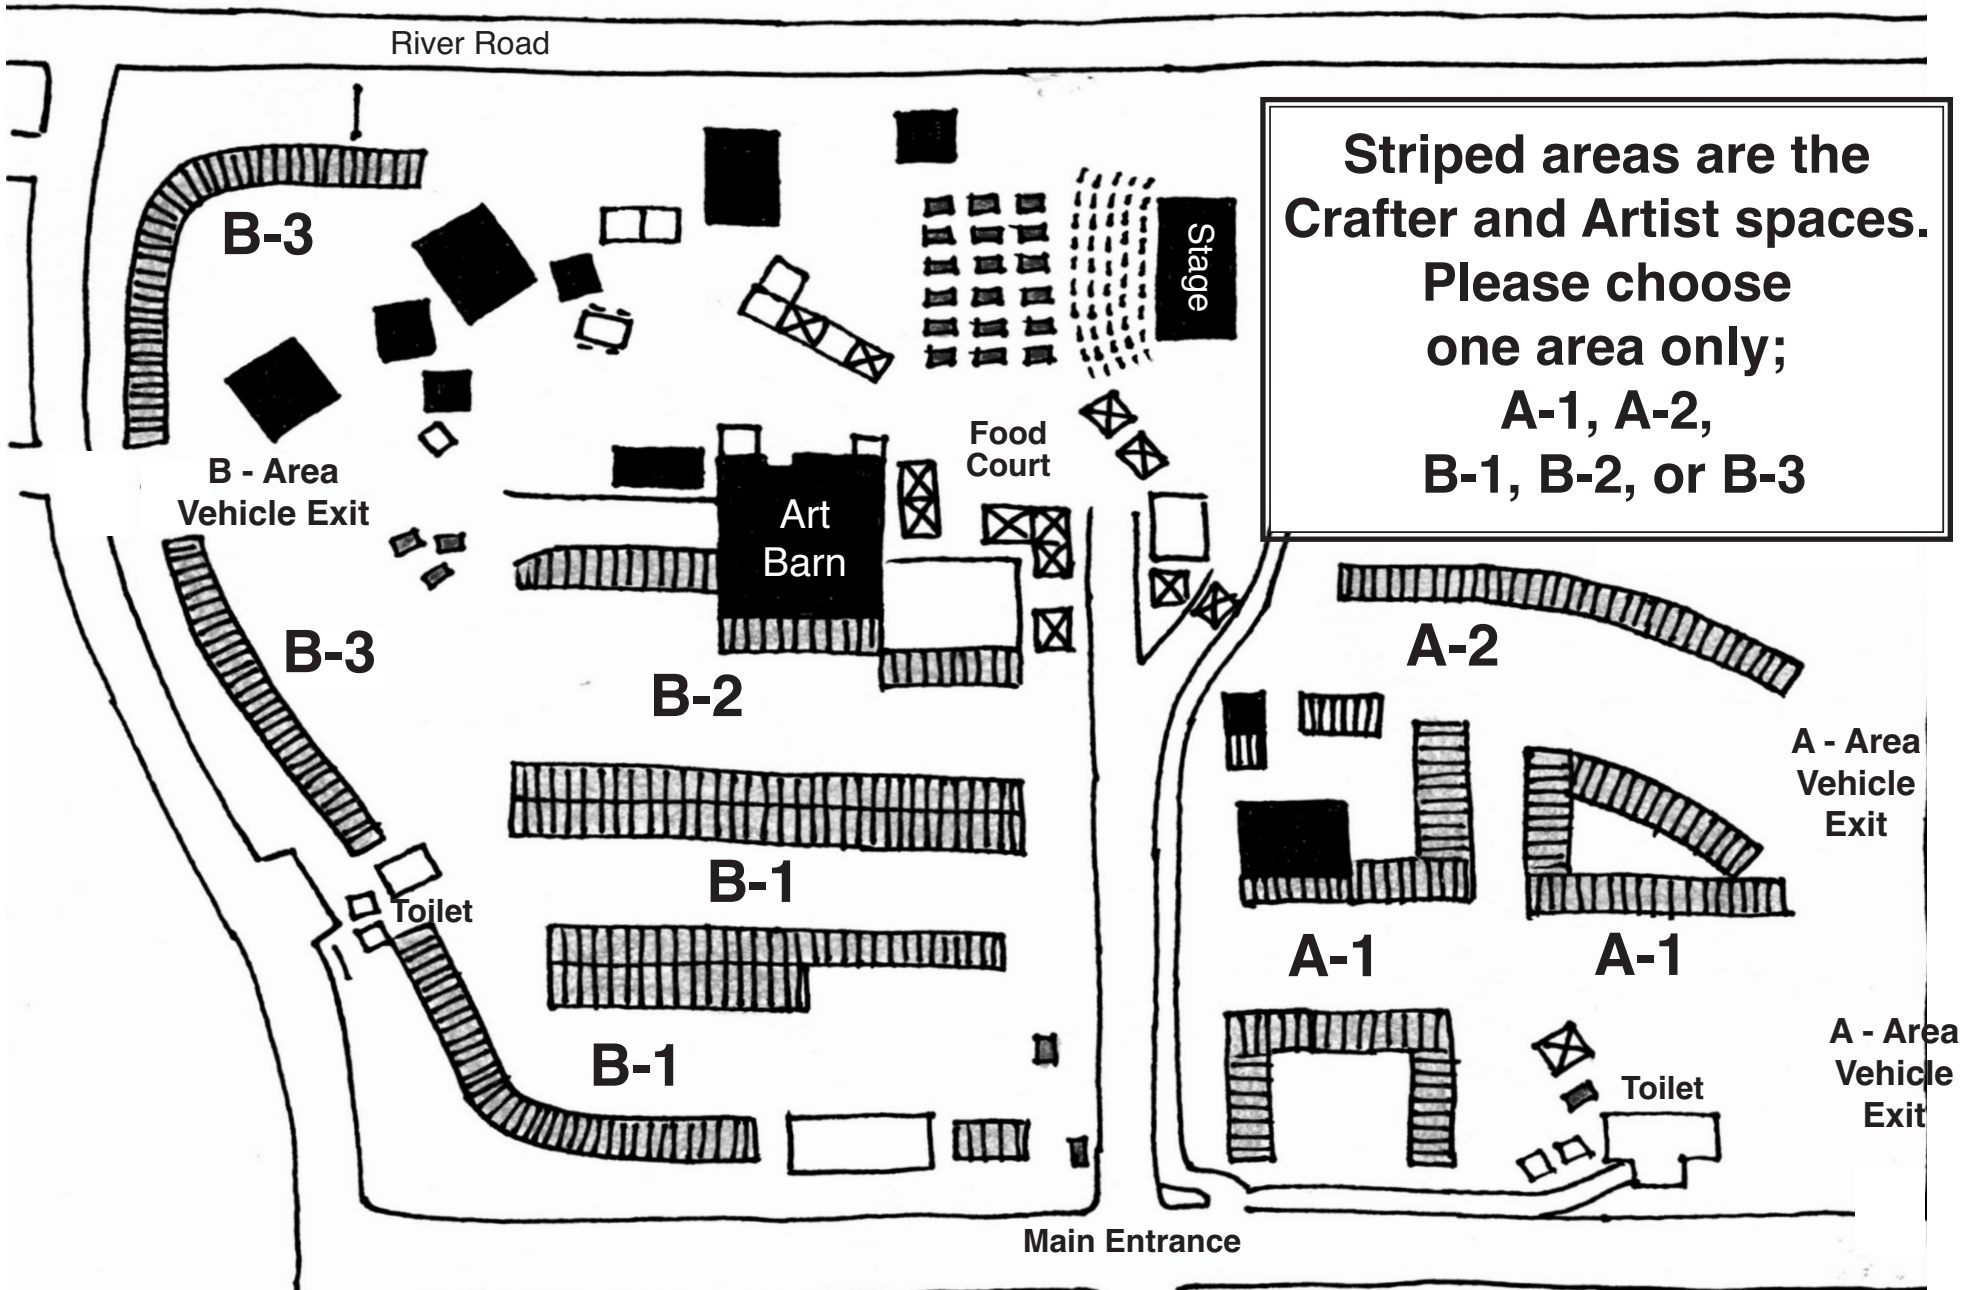 River Road
Striped areas are the
Crafter and Artist spaces.
Please choose
one area only;
A-1, A-2,
B-1, B-2, or B-3
B-3
Stage
Food
Court
B - Area
Vehicle Exit
Art
Barn
B-3
A-2
B-2
A - Area
Vehicle
Exit
B-1
Toilet
A-1
A-1
B-1
A - Area
Vehicle
Exit
Toilet
Main Entrance